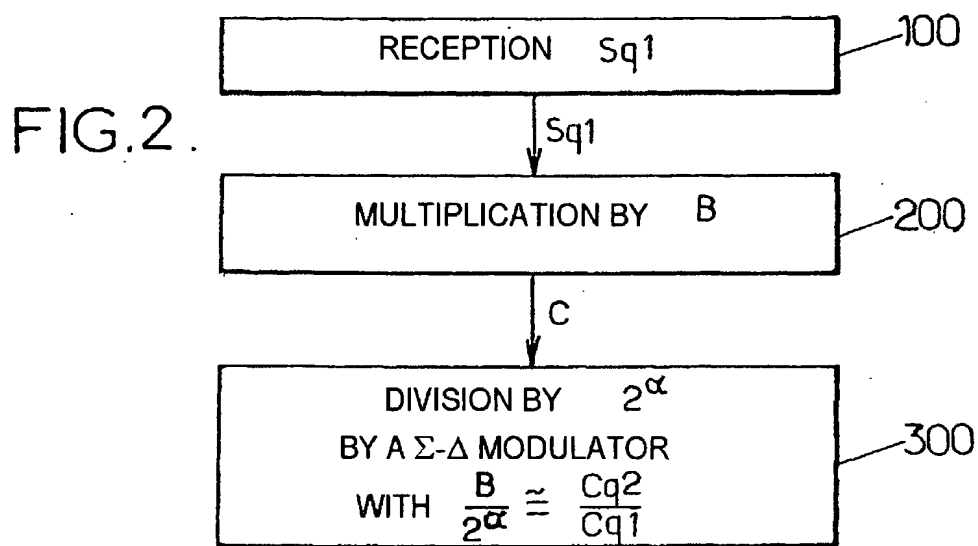 RECEPTION Sq1
100
FIG.2.
Sq1
MULTIPLICATION BY B
200
C
DIVISION BY 2^α
BY A Σ-Δ MODULATOR
WITH B/2^α ≅ Cq2/Cq1
300